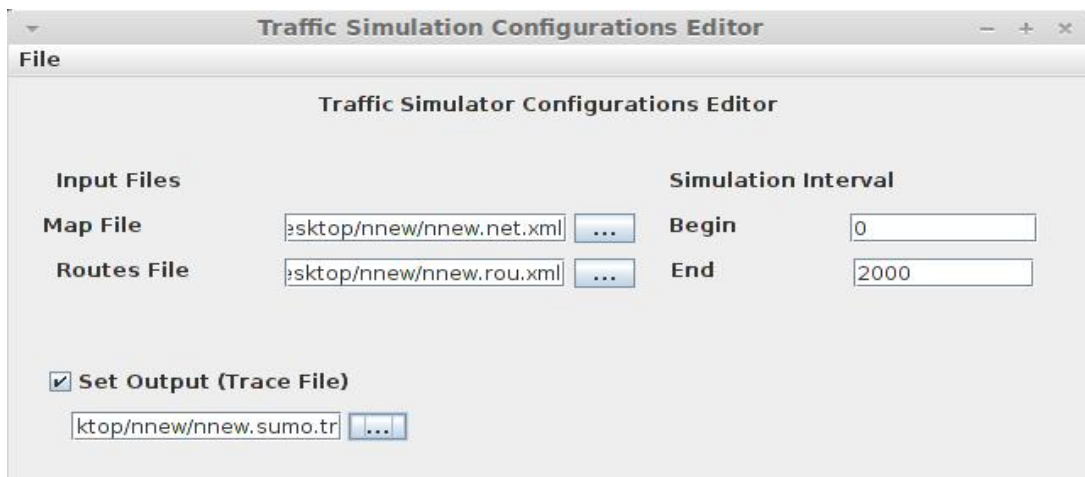 Traffic Simulation Configurations Editor
File
Traffic Simulator Configurations Editor
Input Files
Simulation Interval
Map File esktop/nnew/nnew.net.xml ... Begin 0
Routes File esktop/nnew/nnew.rou.xml ... End 2000
Set Output (Trace File)
ktop/nnew/nnew.sumo.tr ...